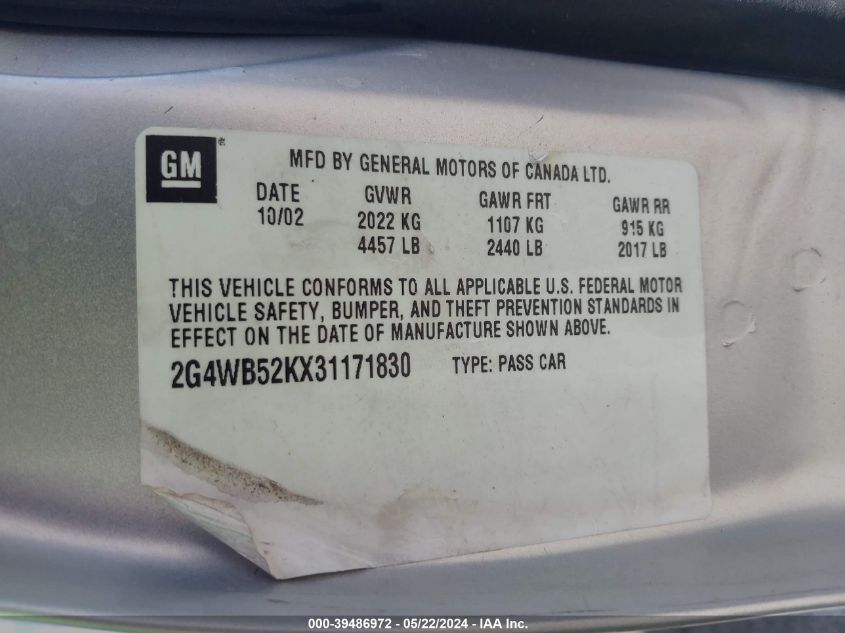 GM ®
MFD BY GENERAL MOTORS OF CANADA LTD.
DATE GVWR GAWR FRT GAWR RR
10/02 2022 KG 1107 KG 915 KG
4457 LB 2440 LB 2017 LB
THIS VEHICLE CONFORMS TO ALL APPLICABLE U.S. FEDERAL MOTOR
VEHICLE SAFETY, BUMPER, AND THEFT PREVENTION STANDARDS IN
EFFECT ON THE DATE OF MANUFACTURE SHOWN ABOVE.
2G4WB52KX31171830 TYPE: PASS CAR
000-39486972 - 05/22/2024 - IAA Inc.